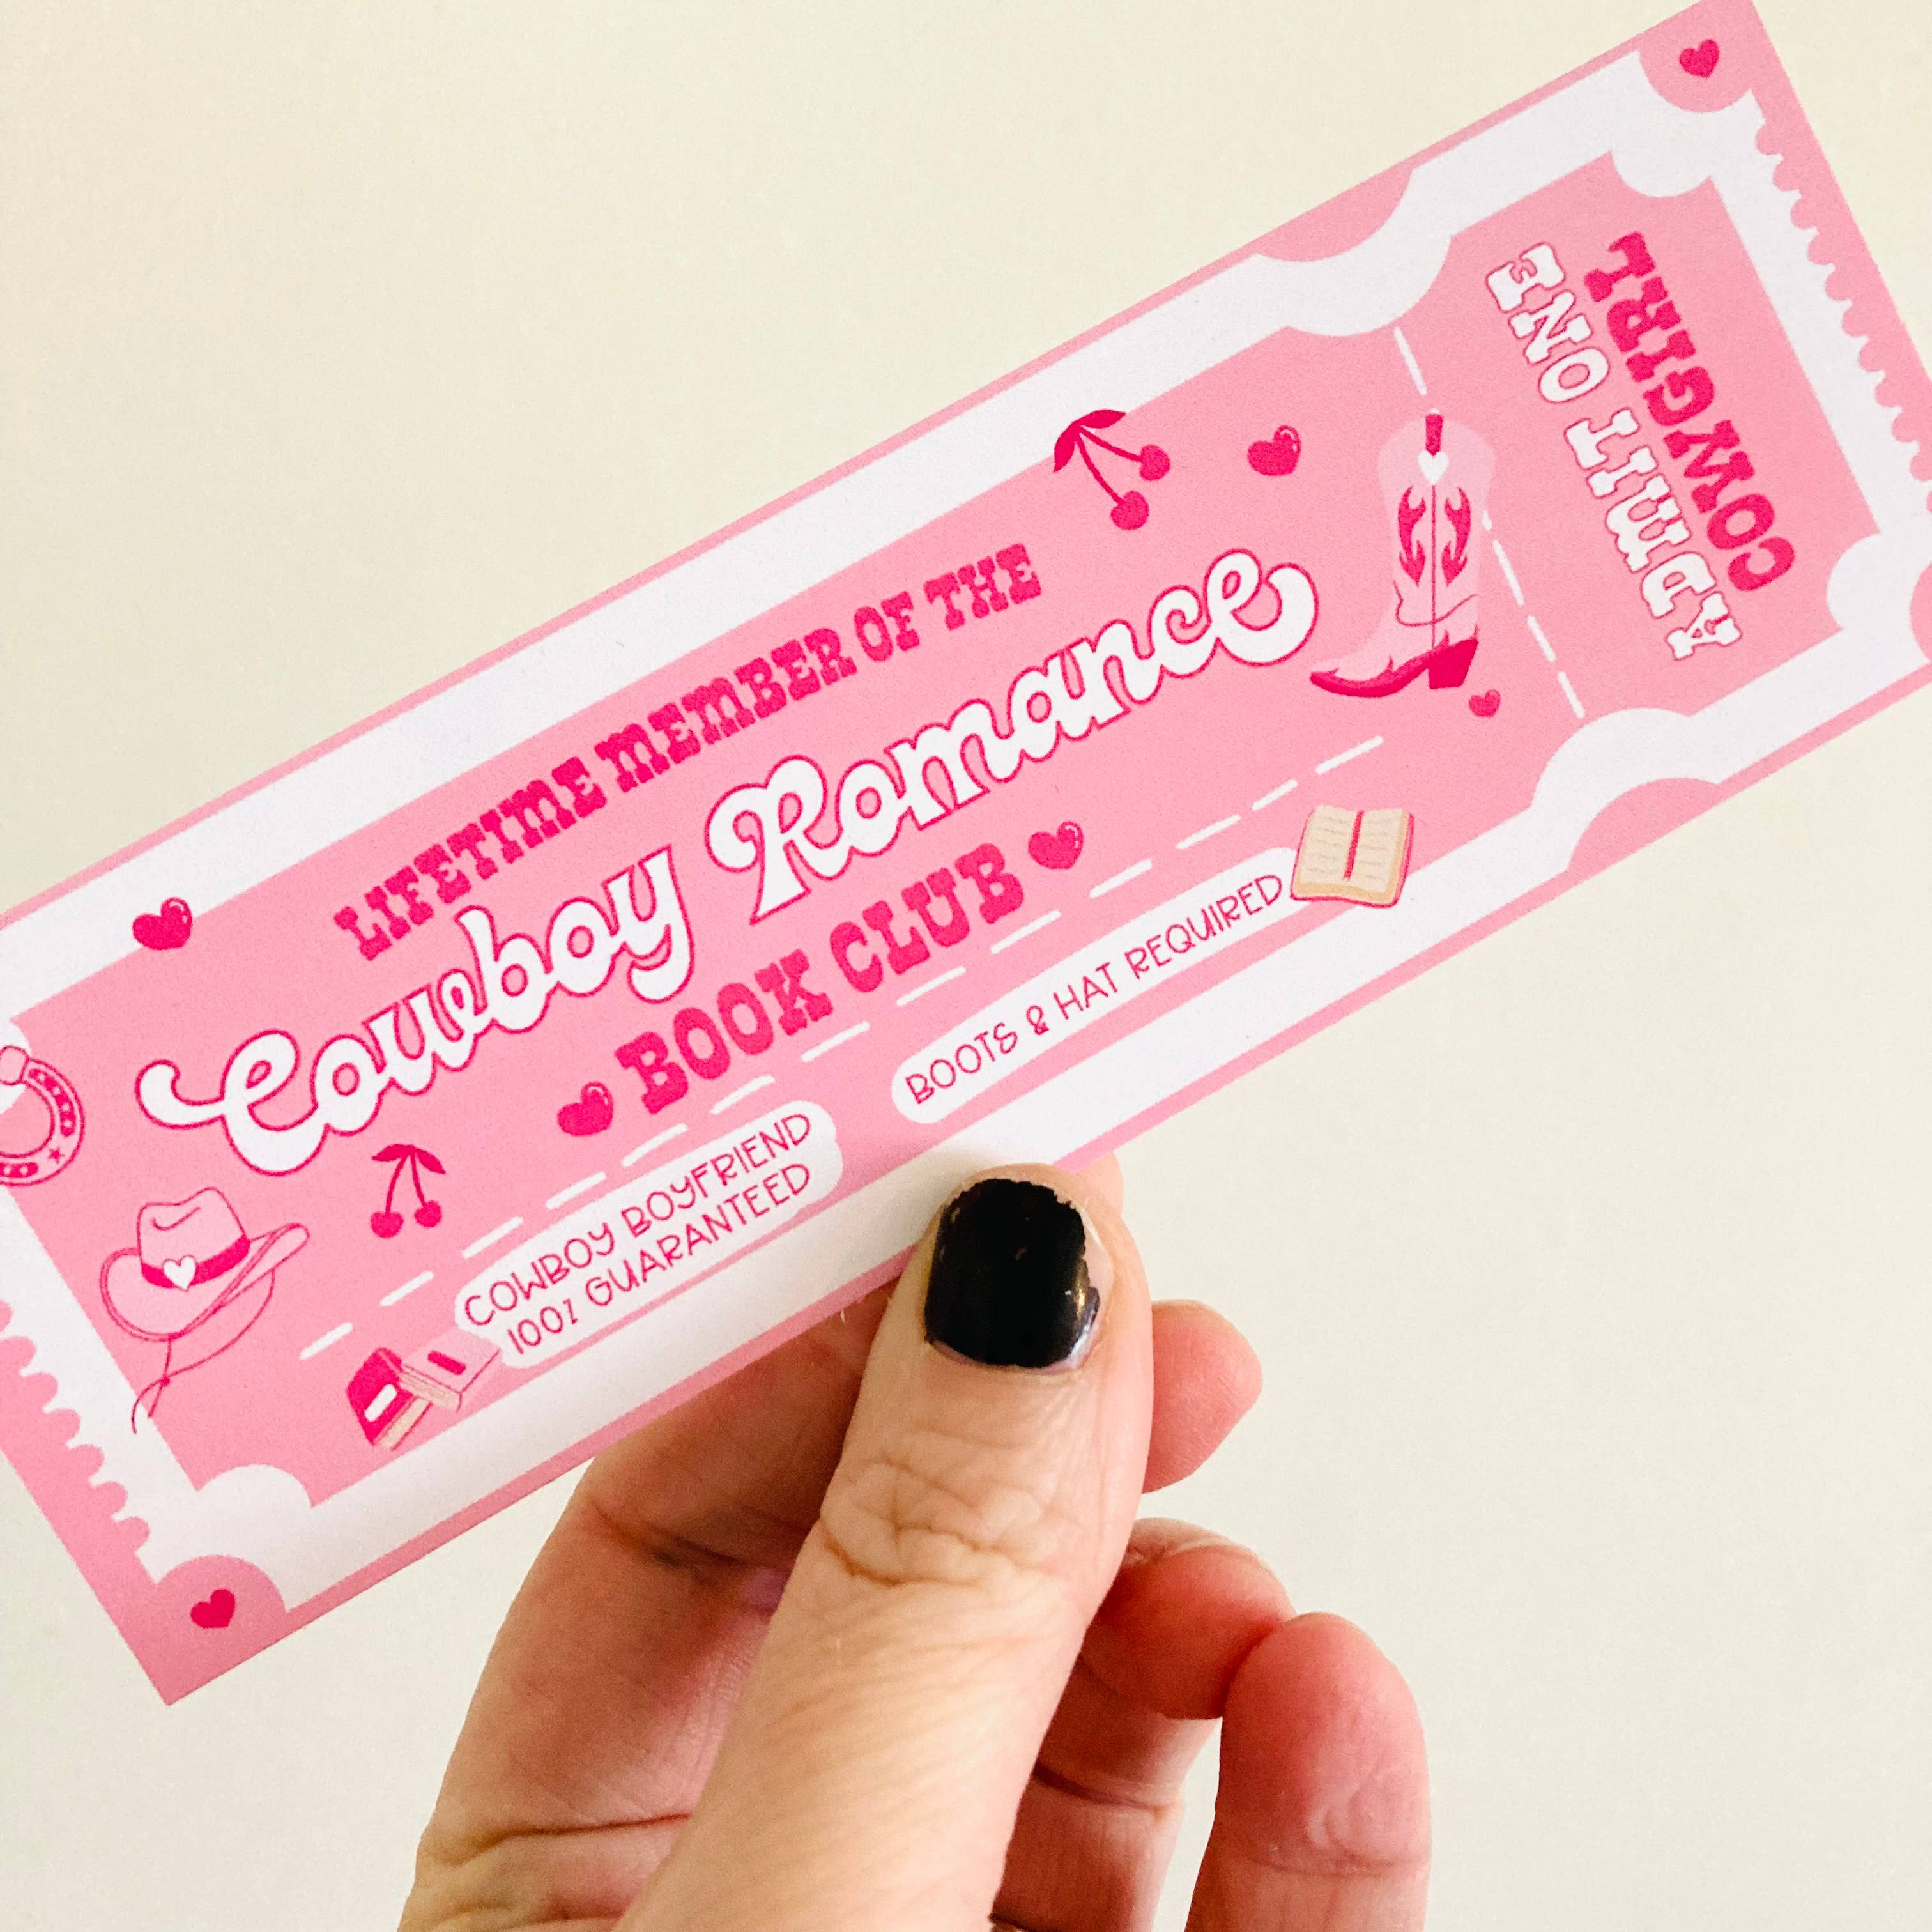 LIFETIME MEMBER OF THE
Cowboy Romance
BOOK CLUB
COWBOY BOYFRIEND
100% GUARANTEED
BOOTS & HAT REQUIRED
ADMIT ONE
COWGIRL